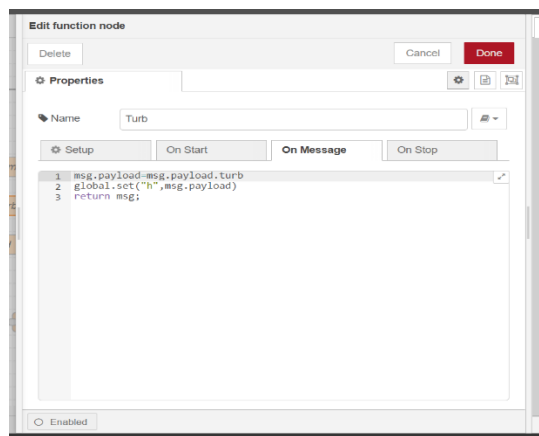 Edit function node
Delete
Cancel
Done
Properties
Name
Turb
Setup
On Start
On Message
On Stop
1 msg.payload=msg.payload.turb
2 global.set("h",msg.payload)
3 return msg;
Enabled